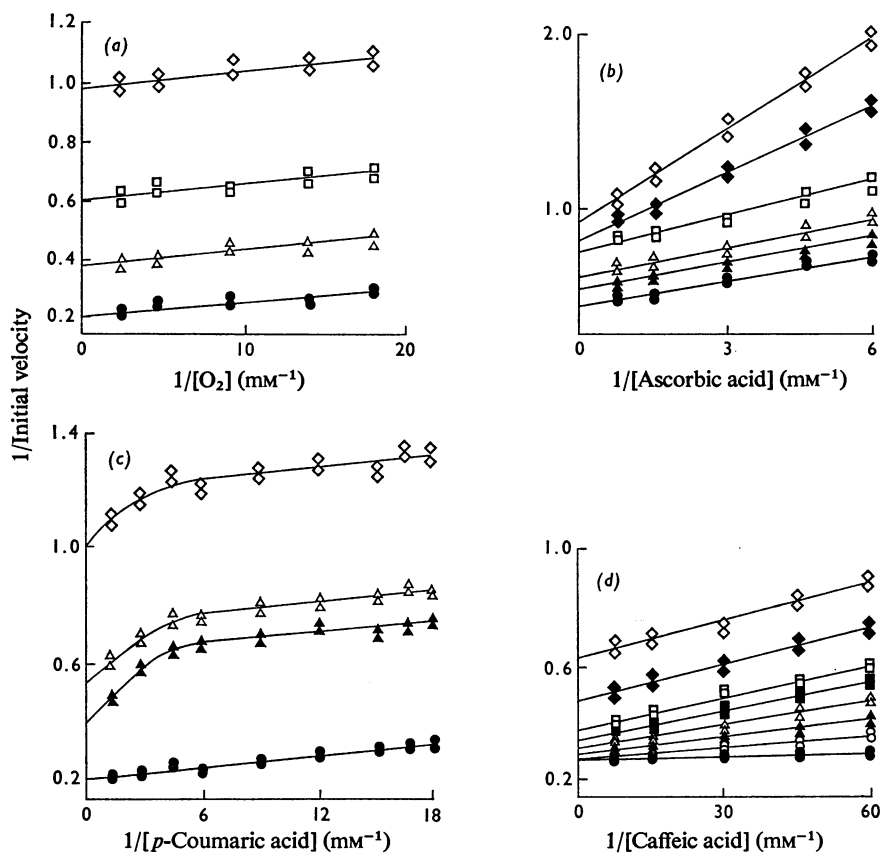 1/Initial velocity
(a)
1.2
1.0
0.8
0.6
0.4
0.2
0 10 20
1/[O₂] (mM⁻¹)
(b)
2.0
1.0
0 3 6
1/[Ascorbic acid] (mM⁻¹)
(c)
1.4
1.0
0.6
0.2
0 6 12 18
1/[p-Coumaric acid] (mM⁻¹)
(d)
1.0
0.6
0.2
0 30 60
1/[Caffeic acid] (mM⁻¹)